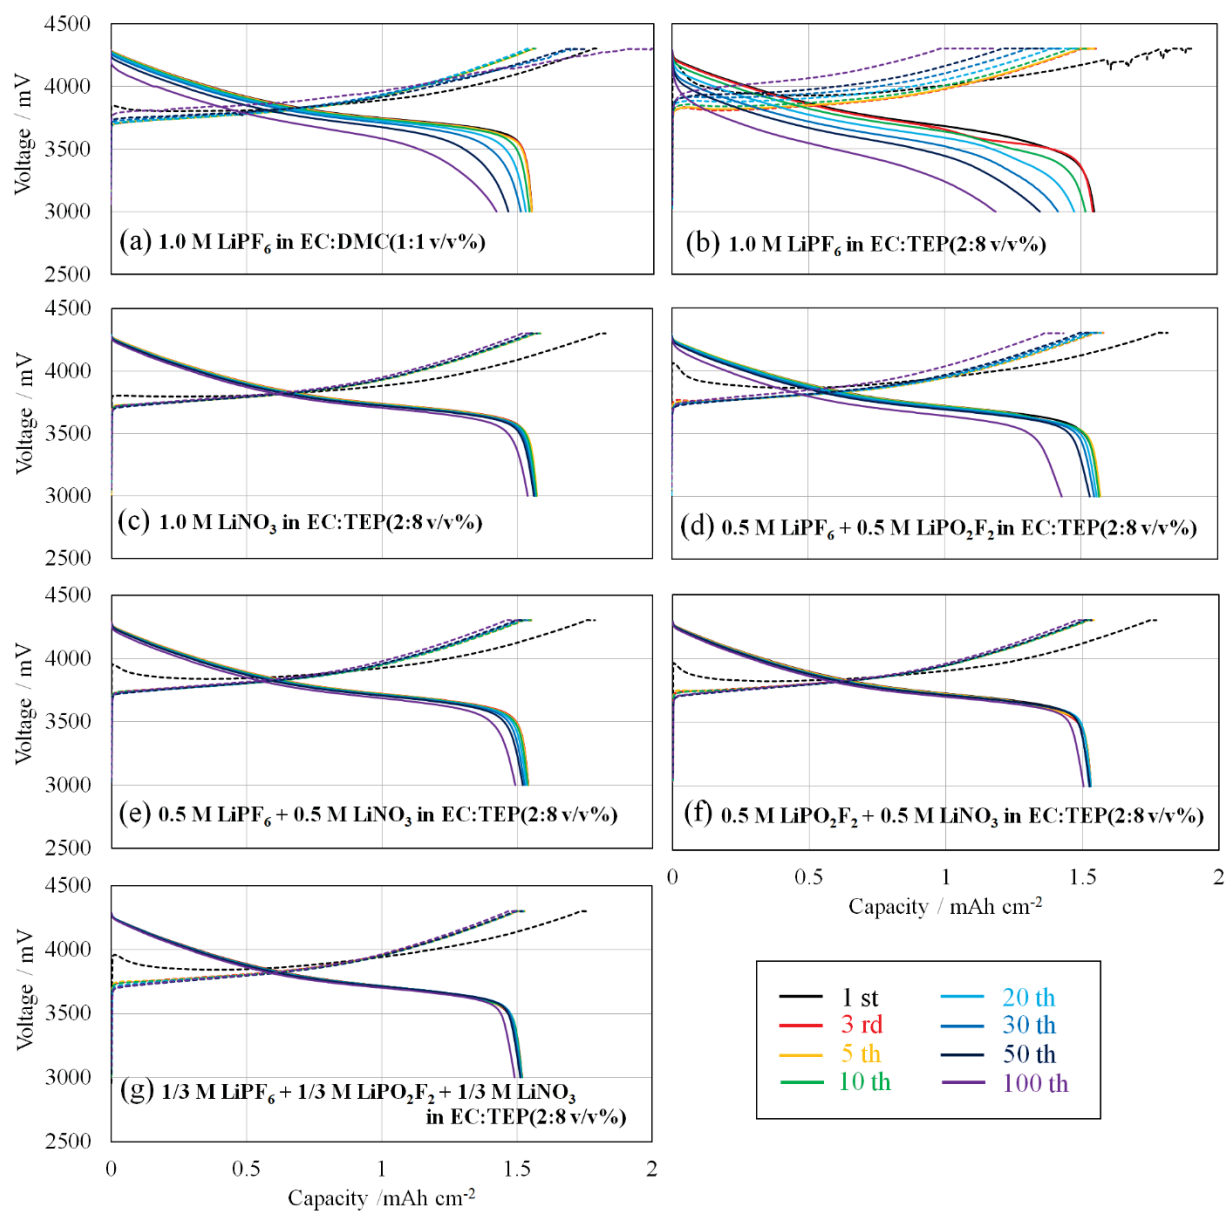 4500
4000
3500
3000
2500
Voltage / mV
(a) 1.0 M LiPF6 in EC:DMC(1:1 v/v%)
(b) 1.0 M LiPF6 in EC:TEP(2:8 v/v%)
4500
4000
3500
3000
2500
Voltage / mV
(c) 1.0 M LiNO3 in EC:TEP(2:8 v/v%)
(d) 0.5 M LiPF6 + 0.5 M LiPO2F2 in EC:TEP(2:8 v/v%)
4500
4000
3500
3000
2500
Voltage / mV
(e) 0.5 M LiPF6 + 0.5 M LiNO3 in EC:TEP(2:8 v/v%)
(f) 0.5 M LiPO2F2 + 0.5 M LiNO3 in EC:TEP(2:8 v/v%)
0 0.5 1 1.5 2
Capacity / mAh cm-2
4500
4000
3500
3000
2500
Voltage / mV
(g) 1/3 M LiPF6 + 1/3 M LiPO2F2 + 1/3 M LiNO3
in EC:TEP(2:8 v/v%)
0 0.5 1 1.5 2
Capacity /mAh cm-2
1 st
3 rd
5 th
10 th
20 th
30 th
50 th
100 th